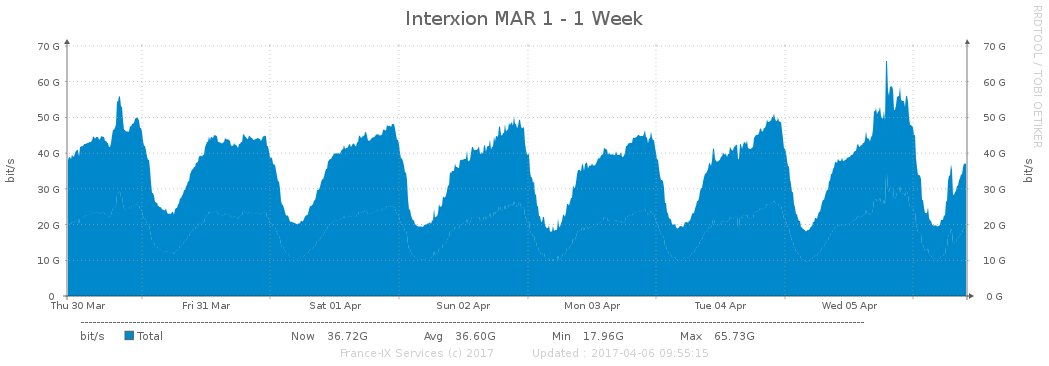 Interxion MAR 1 - 1 Week
RRDTOOL / TOBI OETIKER
bit/s
bit/s
70 G 70 G
60 G 60 G
50 G 50 G
40 G 40 G
30 G 30 G
20 G 20 G
10 G 10 G
0 0 G
Thu 30 Mar Fri 31 Mar Sat 01 Apr Sun 02 Apr Mon 03 Apr Tue 04 Apr Wed 05 Apr
bit/s Total Now 36.72G Avg 36.60G Min 17.96G Max 65.73G
France-IX Services (c) 2017 Updated : 2017-04-06 09:55:15